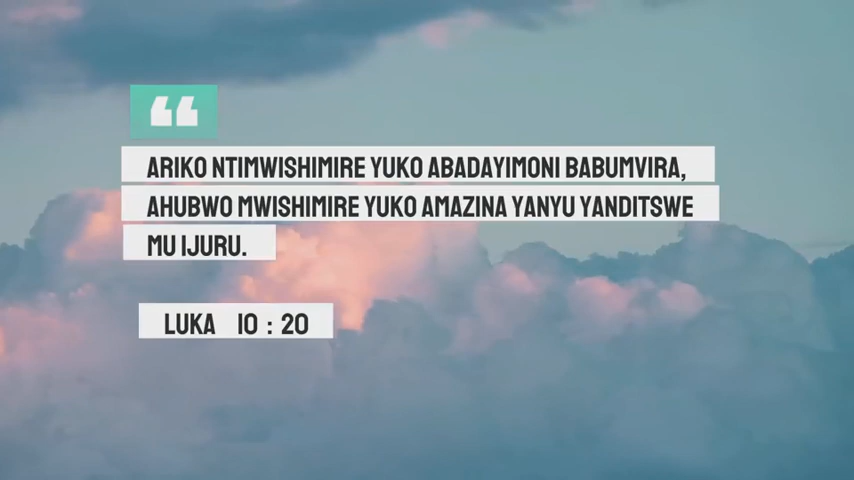 ARIKO NTIMWISHIMIRE YUKO ABADAYIMONI BABUMVIRA,
AHUBWO MWISHIMIRE YUKO AMAZINA YANYU YANDITSWE
MU IJURU.
LUKA 10 : 20